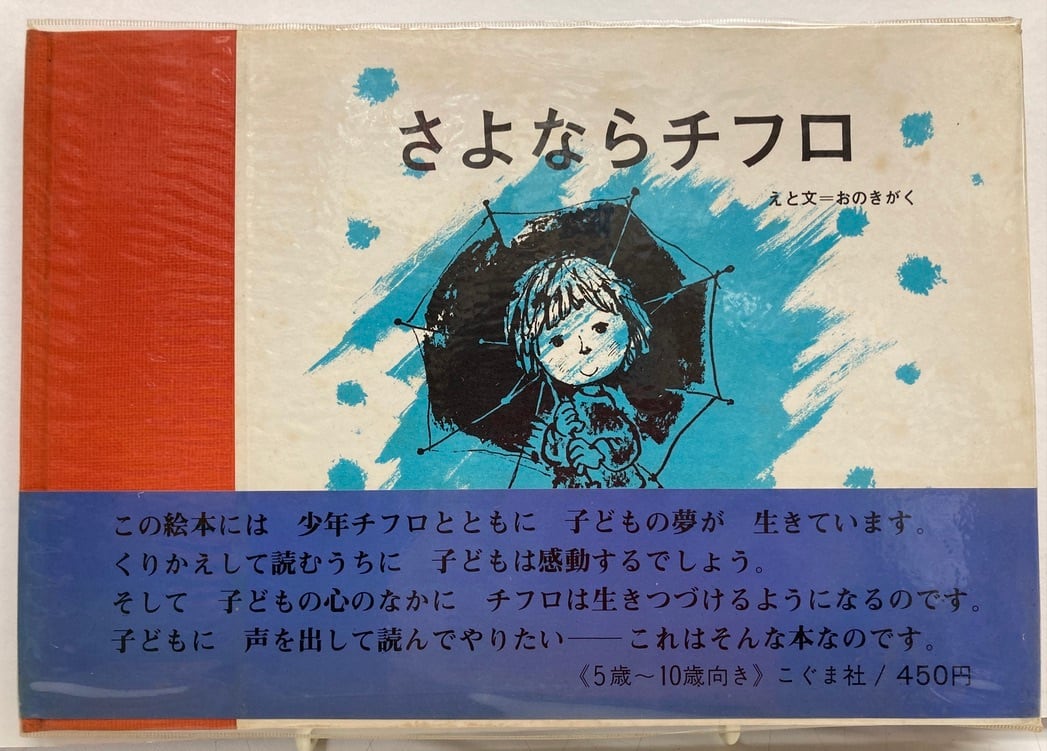 さよならチフロ
えと文＝おのきがく
この絵本には　少年チフロとともに　子どもの夢が　生きています。
くりかえして読むうちに　子どもは感動するでしょう。
そして　子どもの心のなかに　チフロは生きつづけるようになるのです。
子どもに　声を出して読んでやりたい――これはそんな本なのです。
《5歳～10歳向き》こぐま社 / 450円